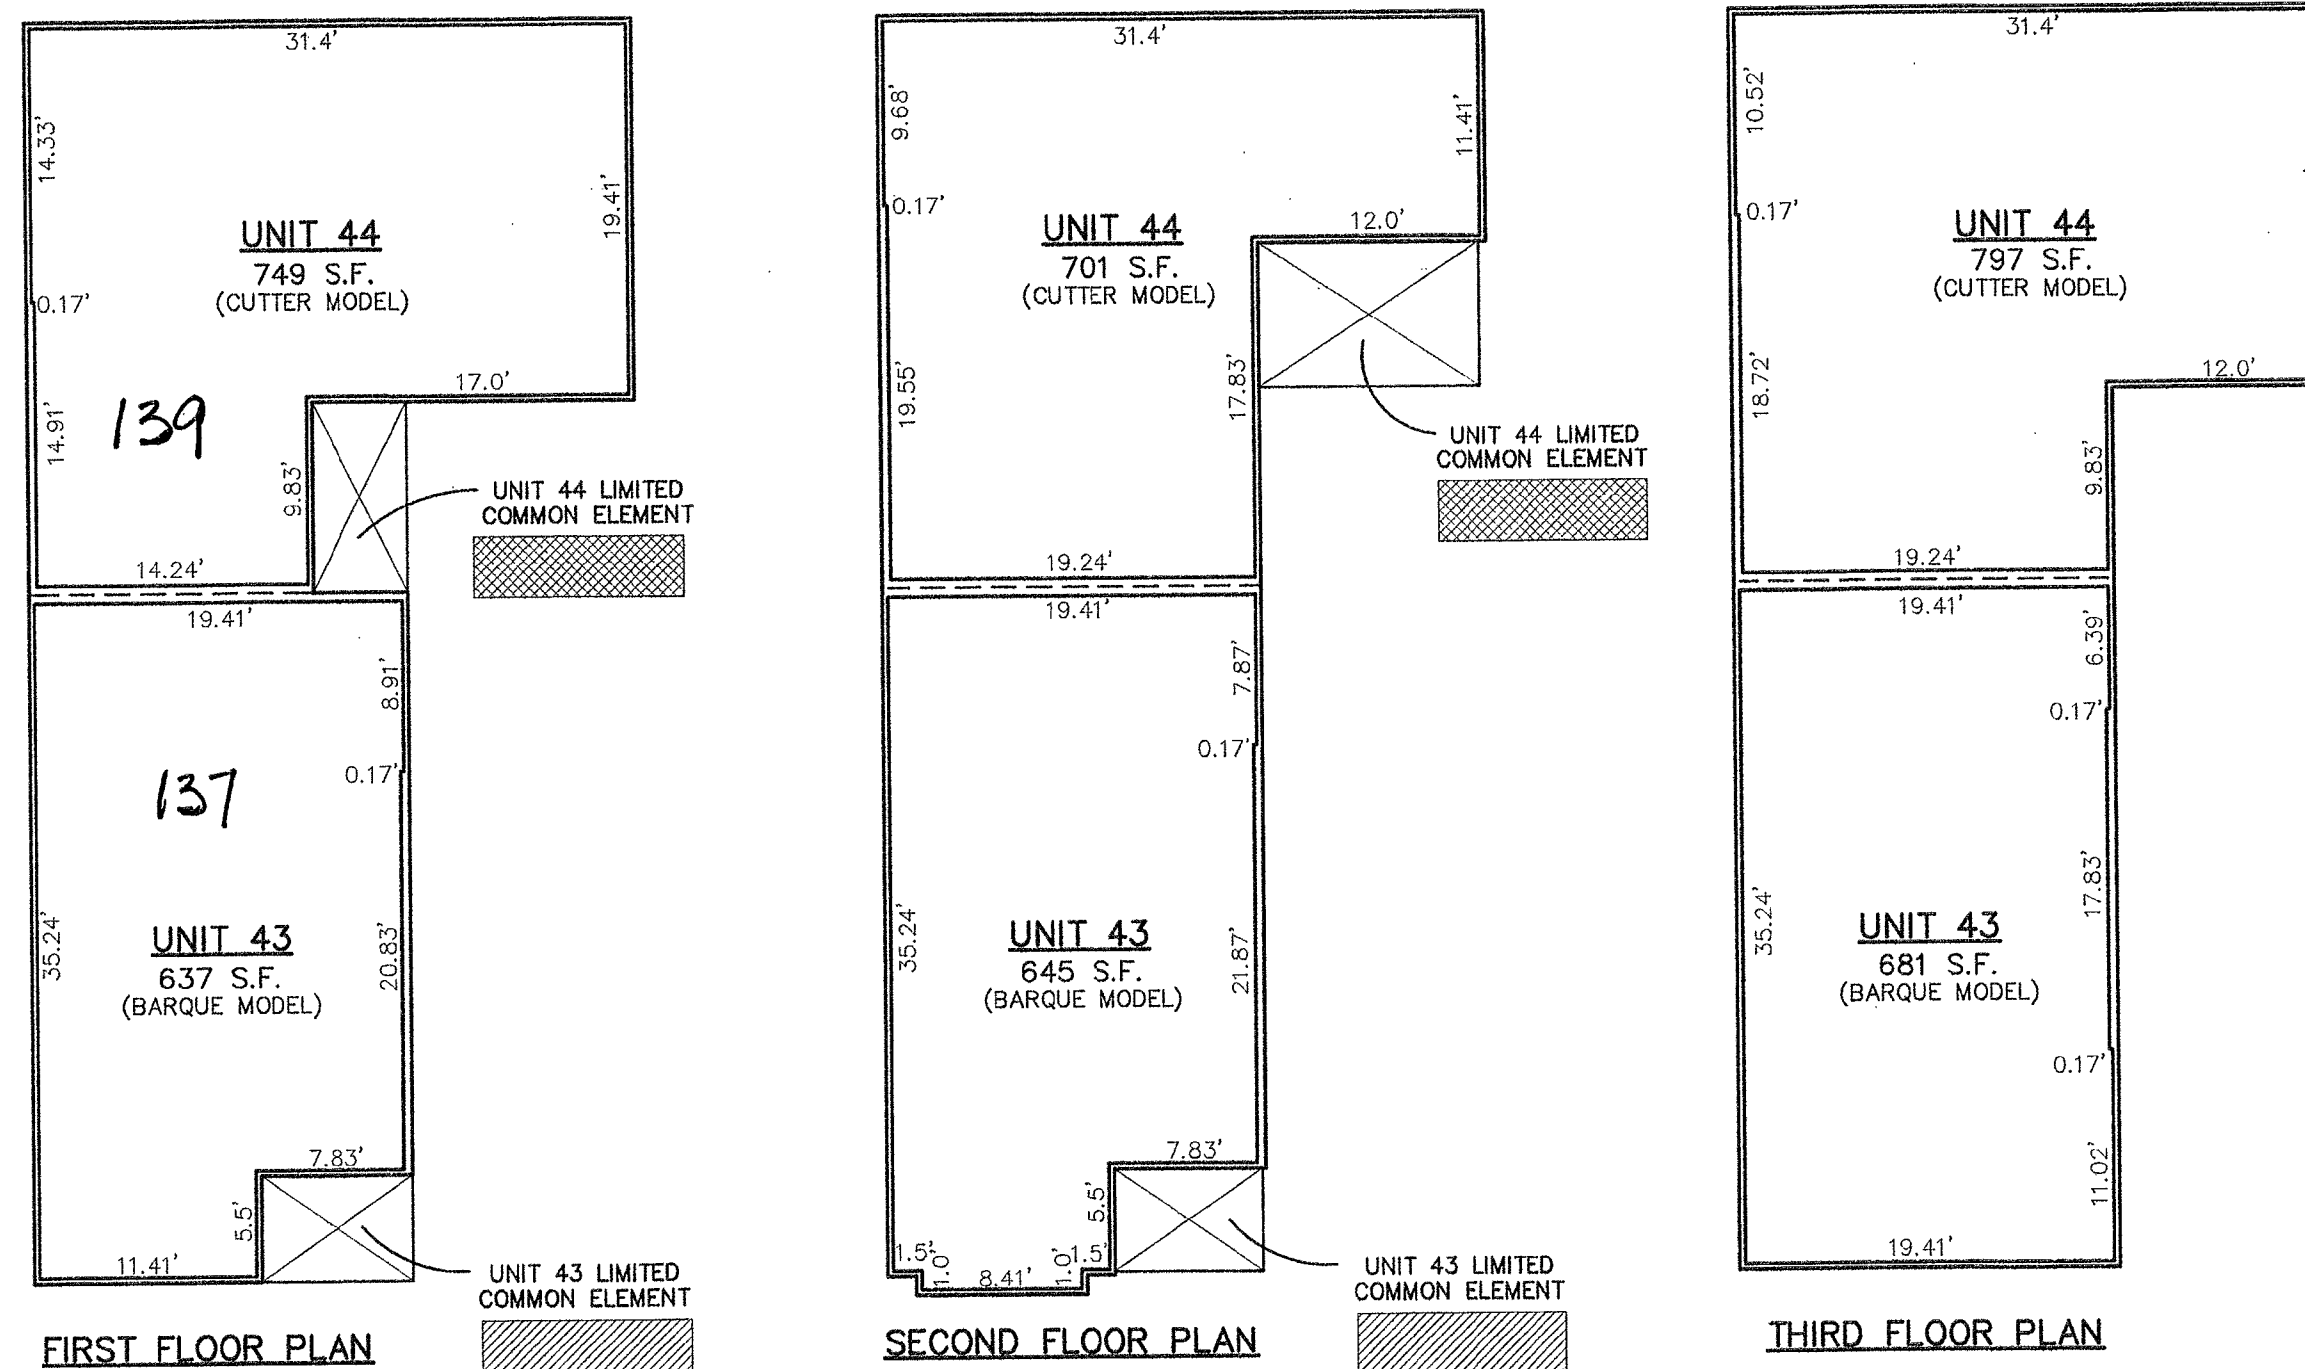 31.4'
14.33'
19.41'
UNIT 44
749 S.F.
(CUTTER MODEL)
0.17'
17.0'
14.91'
139
9.83'
UNIT 44 LIMITED
COMMON ELEMENT
14.24'
19.41'
8.91'
0.17'
137
35.24'
UNIT 43
637 S.F.
(BARQUE MODEL)
20.83'
7.83'
5.5'
11.41'
UNIT 43 LIMITED
COMMON ELEMENT
FIRST FLOOR PLAN
31.4'
9.68'
11.41'
0.17'
UNIT 44
701 S.F.
(CUTTER MODEL)
12.0'
19.55'
17.83'
UNIT 44 LIMITED
COMMON ELEMENT
19.24'
19.41'
7.87'
0.17'
35.24'
UNIT 43
645 S.F.
(BARQUE MODEL)
21.87'
7.83'
5.5'
1.5'
1.0'
8.41'
1.0'
1.5'
UNIT 43 LIMITED
COMMON ELEMENT
SECOND FLOOR PLAN
31.4'
10.52'
0.17'
UNIT 44
797 S.F.
(CUTTER MODEL)
18.72'
12.0'
9.83'
19.24'
19.41'
6.39'
0.17'
35.24'
UNIT 43
681 S.F.
(BARQUE MODEL)
17.83'
0.17'
11.02'
19.41'
THIRD FLOOR PLAN